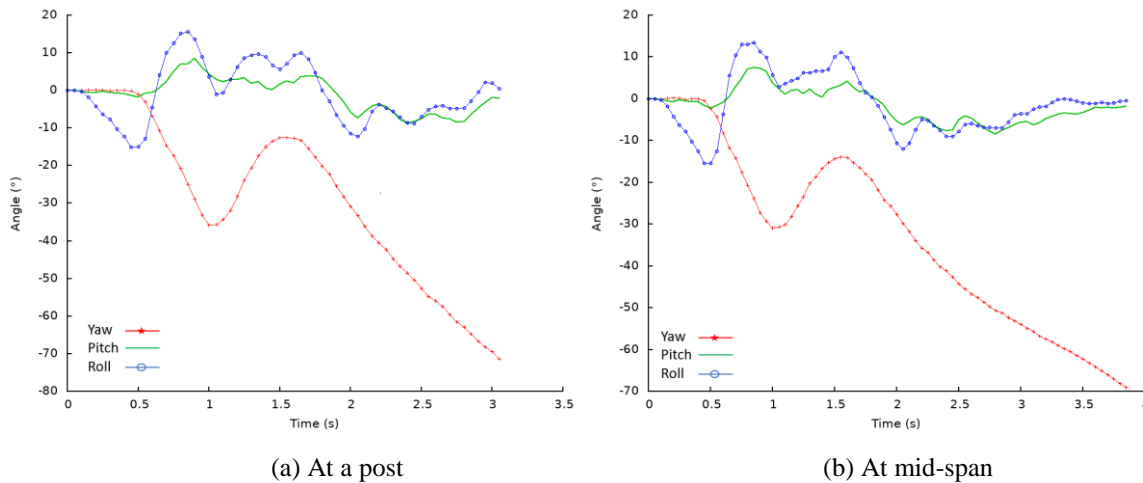 20
10
0
-10
-20
-30
-40
-50
-60
-70
-80
Angle (°)
Yaw
Pitch
Roll
0 0.5 1 1.5 2 2.5 3 3.5
Time (s)
(a) At a post
20
10
0
-10
-20
-30
-40
-50
-60
-70
Angle (°)
Yaw
Pitch
Roll
0 0.5 1 1.5 2 2.5 3 3.5 4
Time (s)
(b) At mid-span